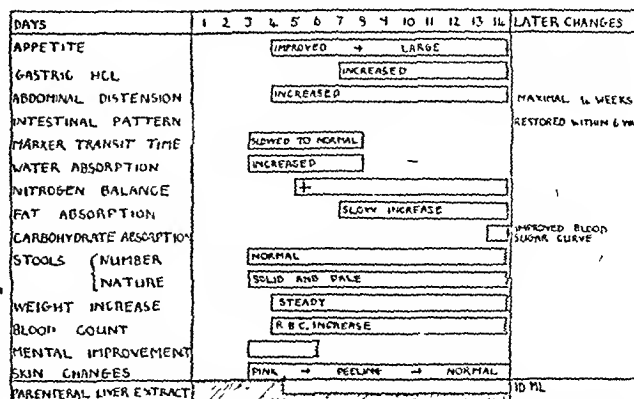 DAYS 1 2 3 4 5 6 7 8 9 10 11 12 13 14 LATER CHANGES
APPETITE IMPROVED → LARGE
GASTRIC HCL INCREASED
ABDOMINAL DISTENSION INCREASED MAXIMAL WEEKS
INTESTINAL PATTERN RESTORED WITHIN 6
MARKER TRANSIT TIME SLOWED TO NORMAL
WATER ABSORPTION INCREASED
NITROGEN BALANCE +
FAT ABSORPTION SLOW INCREASE
CARBOHYDRATE ABSORPTION IMPROVED BLOOD
SUGAR CURVE
STOOLS { NUMBER NORMAL
NATURE SOLID AND PALE
WEIGHT INCREASE STEADY
BLOOD COUNT R.B.C. INCREASE
MENTAL IMPROVEMENT
SKIN CHANGES PINK → PEELING → NORMAL
PARENTERAL LIVER EXTRACT 10 ML